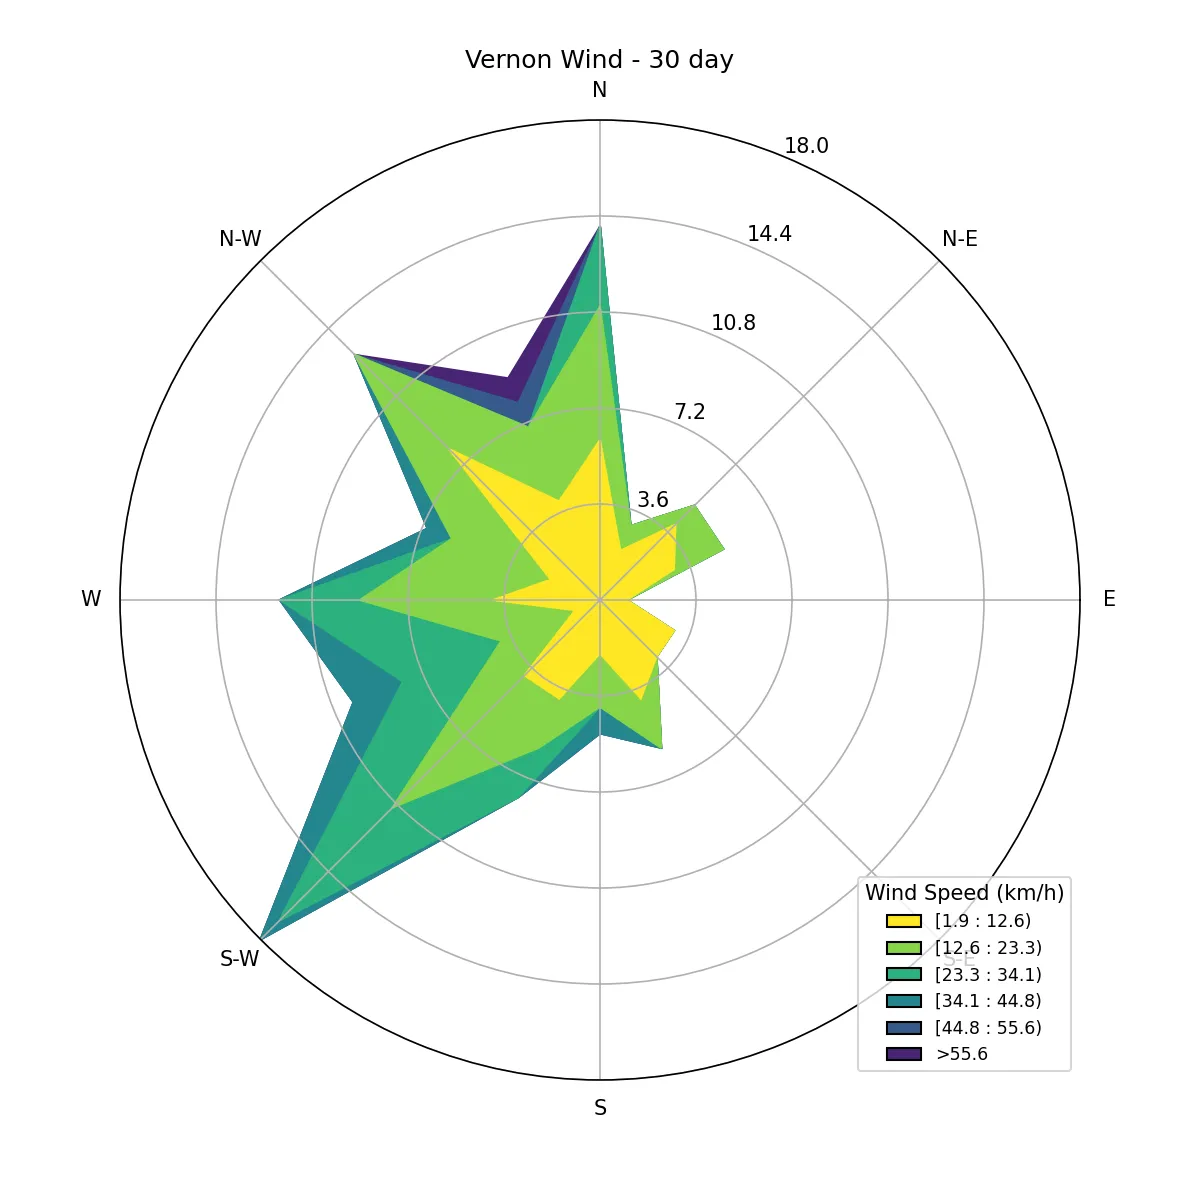 Vernon Wind - 30 day
N
18.0
N-W
14.4
N-E
10.8
7.2
3.6
W
E
Wind Speed (km/h)
[1.9 : 12.6)
[12.6 : 23.3)
S-W
S-E
[23.3 : 34.1)
[34.1 : 44.8)
[44.8 : 55.6)
>55.6
S